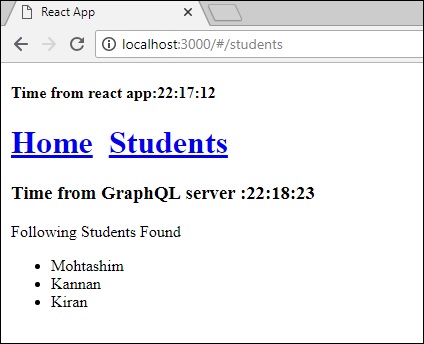 React App
localhost:3000/#/students
Time from react app:22:17:12
Home Students
Time from GraphQL server :22:18:23
Following Students Found
Mohtashim
Kannan
Kiran